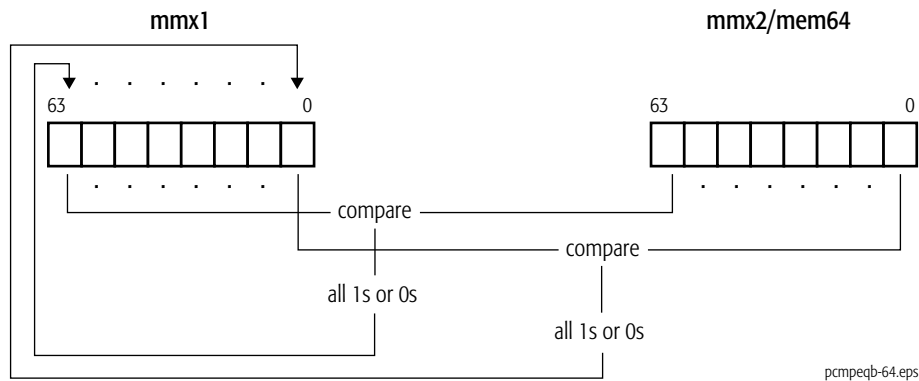 mmx1 mmx2/mem64
63 0 63 0
compare
compare
all 1s or 0s
all 1s or 0s
pcmpeqb-64.eps